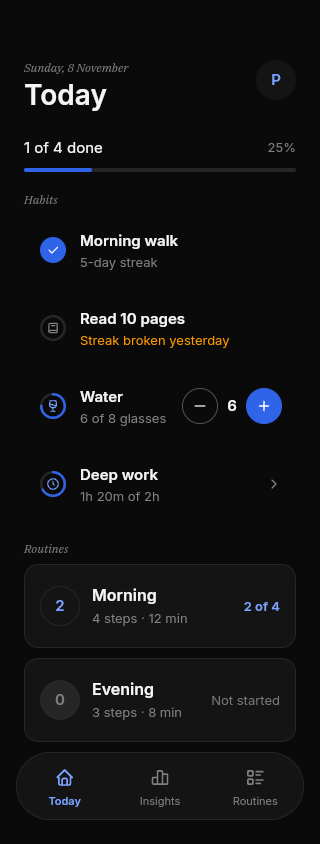 Sunday, 8 November
Today
P
1 of 4 done
25%
Habits
Morning walk
5-day streak
Read 10 pages
Streak broken yesterday
Water
6 of 8 glasses
6
Deep work
1h 20m of 2h
Routines
2
Morning
4 steps · 12 min
2 of 4
0
Evening
3 steps · 8 min
Not started
Today
Insights
Routines